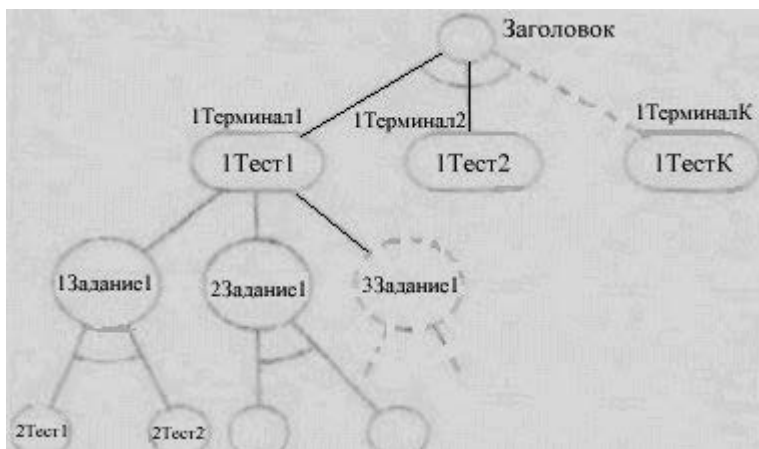 Заголовок
1Терминал1
1Терминал2
1ТерминалК
1Тест1
1Тест2
1ТестК
1Задание1
2Задание1
3Задание1
2Тест1
2Тест2